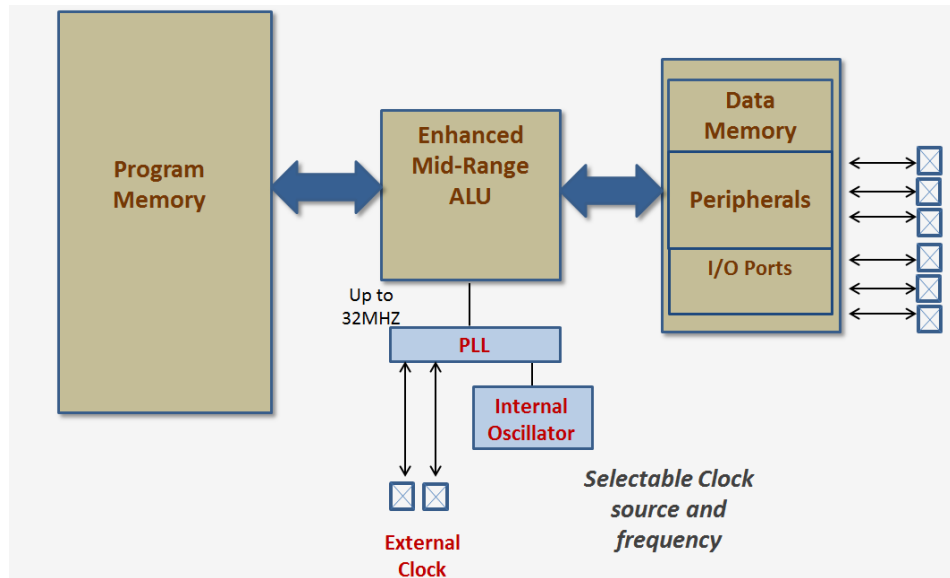 Program
Memory
Enhanced
Mid-Range
ALU
Data
Memory
Peripherals
I/O Ports
Up to
32MHZ
PLL
Internal
Oscillator
External
Clock
Selectable Clock
source and
frequency